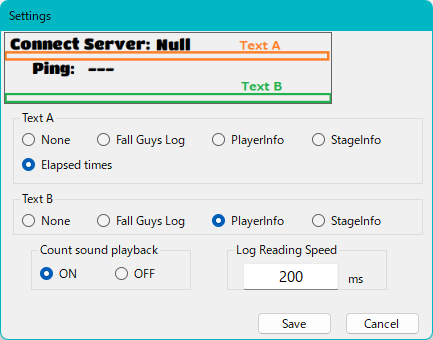 Settings
Connect Server: Null
Text A
Ping: ---
Text B
Text A
None Fall Guys Log PlayerInfo StageInfo
Elapsed times
Text B
None Fall Guys Log PlayerInfo StageInfo
Count sound playback
ON OFF
Log Reading Speed
200 ms
Save Cancel